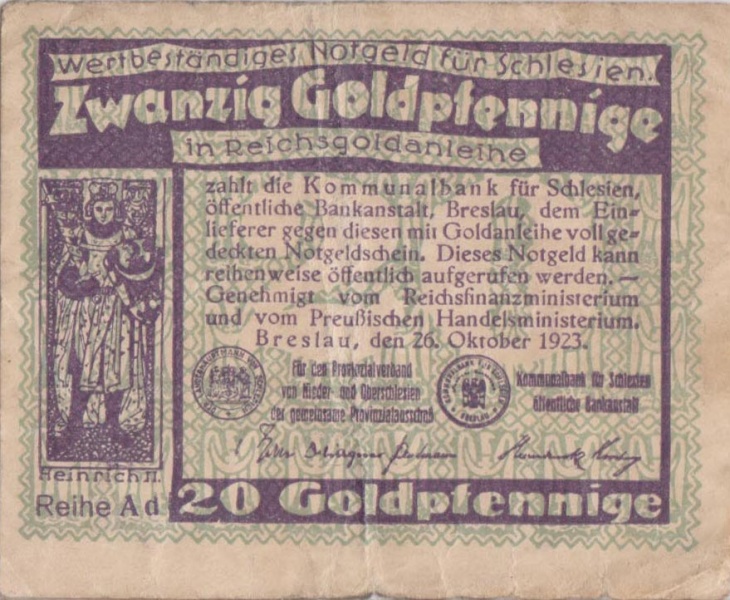 Wertbeständiges Notgeld für Schlesien.
Zwanzig Goldpfennige
in Reichsgoldanleihe
zahlt die Kommunalbank für Schlesien,
öffentliche Bankanstalt, Breslau, dem Ein=
lieferer gegen diesen mit Goldanleihe voll ge=
deckten Notgeldschein. Dieses Notgeld kann
reihenweise öffentlich aufgerufen werden. —
Genehmigt vom Reichsfinanzministerium
und vom Preußischen Handelsministerium.
Breslau, den 26. Oktober 1923.
Für den Provinzialverband
von Nieder- und Oberschlesien
der gemeinsame Provinzialausschuß
Kommunalbank für Schlesien
öffentliche Bankanstalt
BRESLAU
Heinrich II.
Reihe Ad
20 Goldpfennige